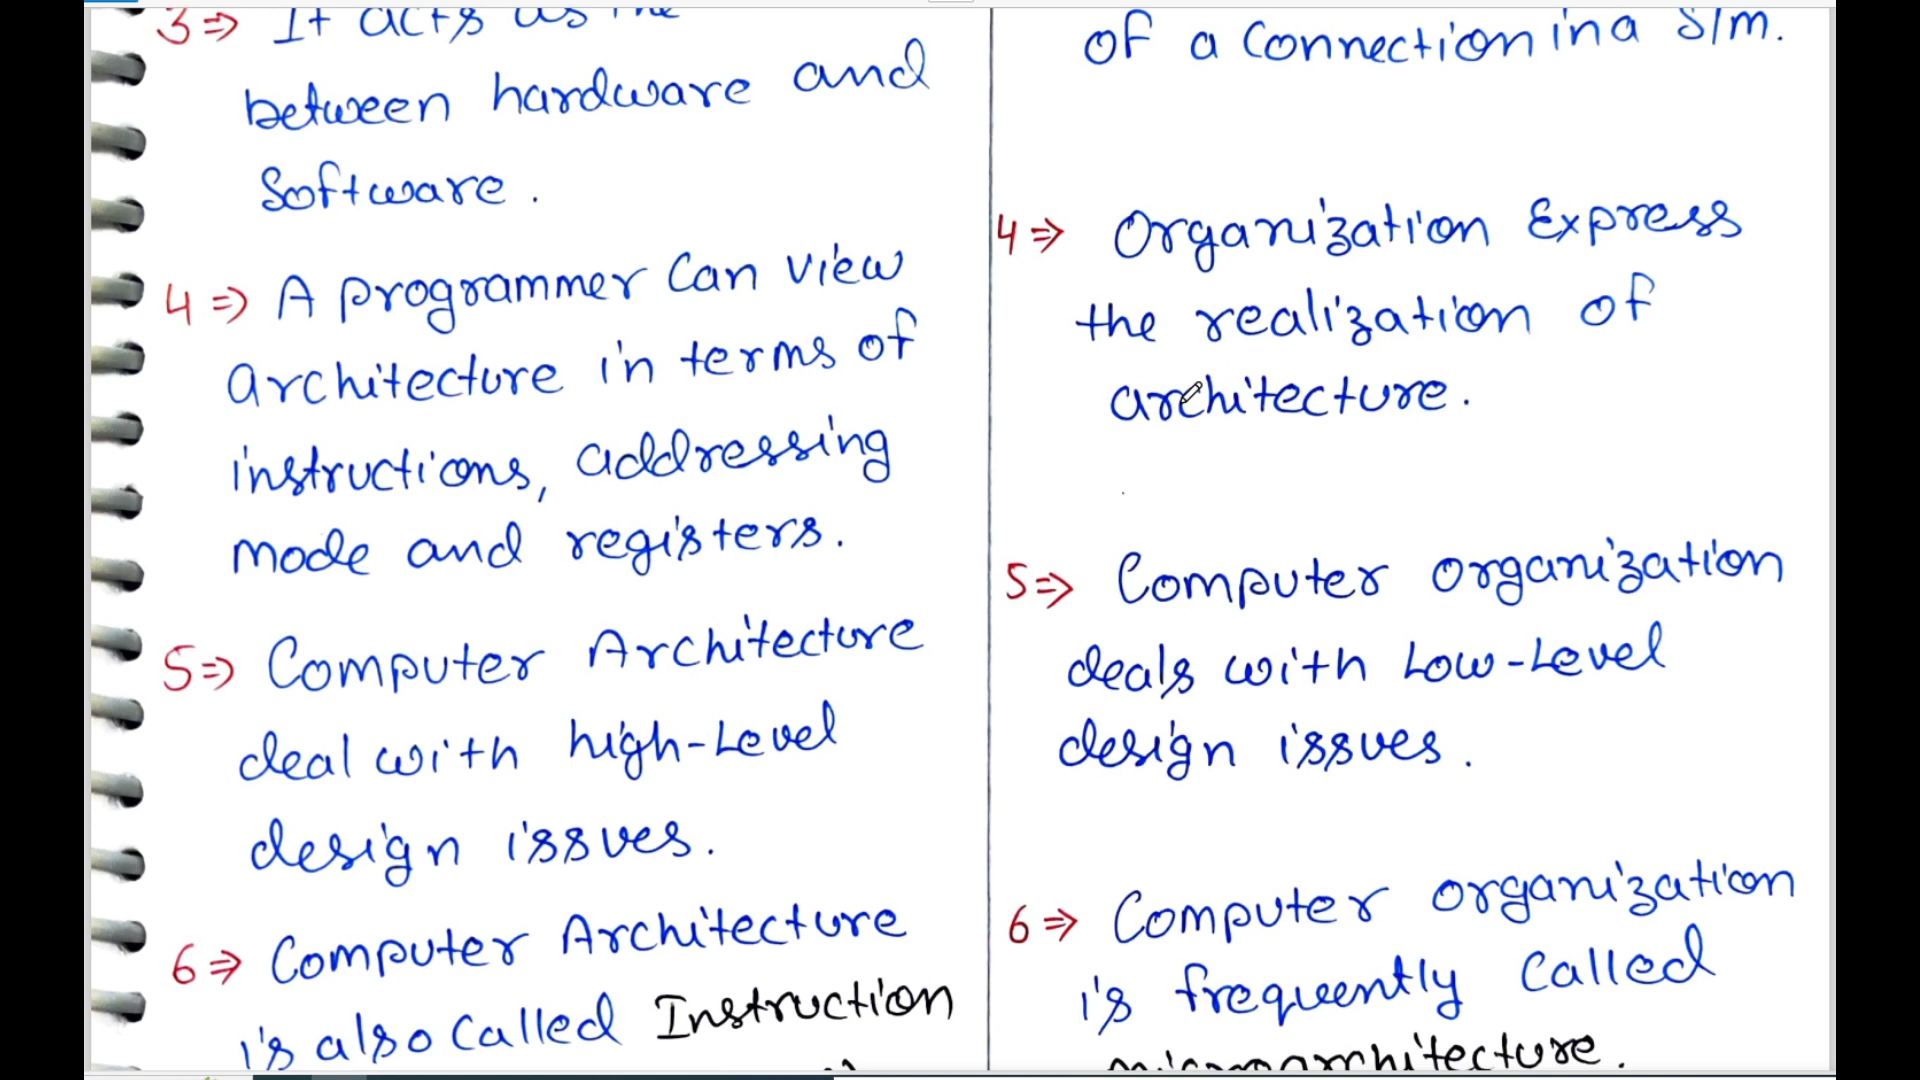 3⇒ It acts as the
between hardware and
Software.
4⇒ A programmer Can view
architecture in terms of
instructions, addressing
mode and registers.
5⇒ Computer Architecture
deal with high-Level
design issues.
6⇒ Computer Architecture
is also Called Instruction
of a Connection in a S/m.
4⇒ Organization Express
the realization of
architecture.
5⇒ Computer organization
deals with Low-Level
design issues.
6⇒ Computer organization
is frequently Called
microarchitecture.